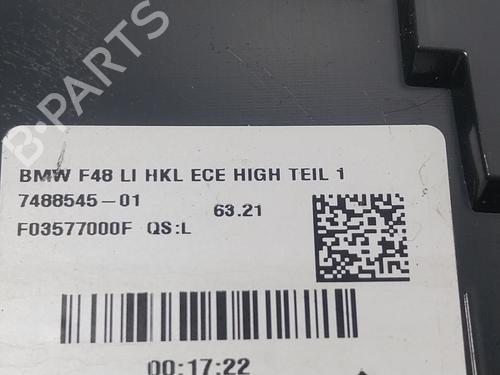 B-PARTS
BMW F48 LI HKL ECE HIGH TEIL 1
7488545-01 63.21
F03577000F QS:L
00:17:22